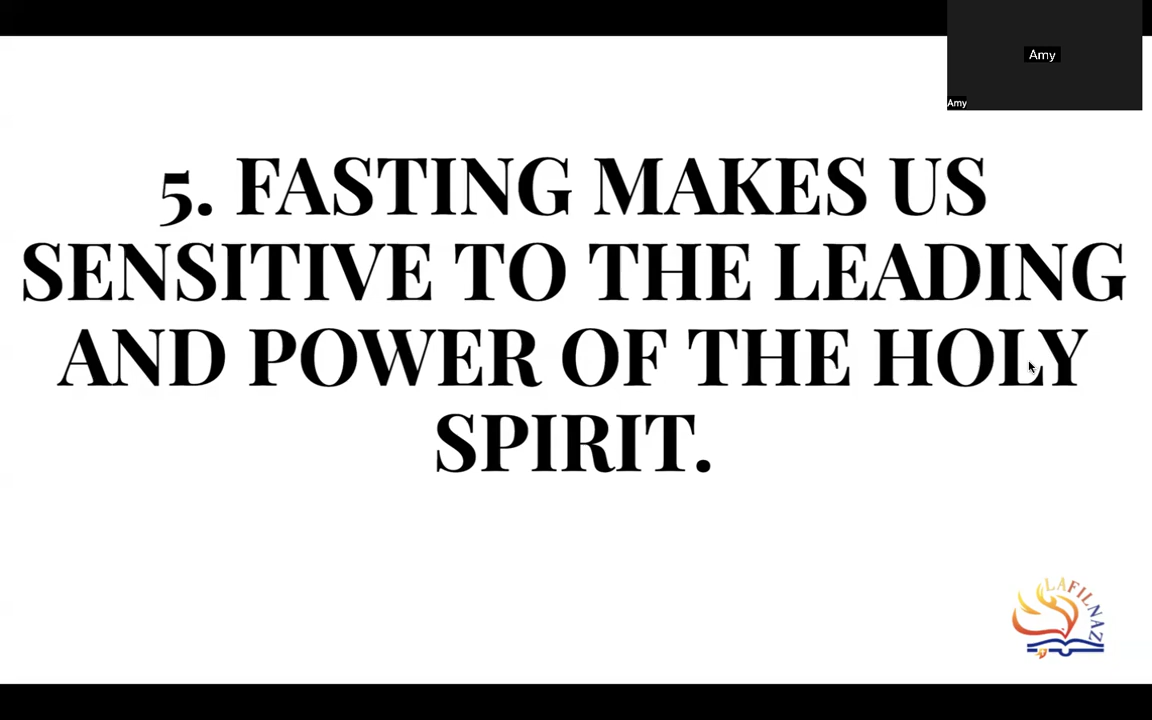 Amy
Amy
5. FASTING MAKES US
SENSITIVE TO THE LEADING
AND POWER OF THE HOLY
SPIRIT.
LAFILNAZ